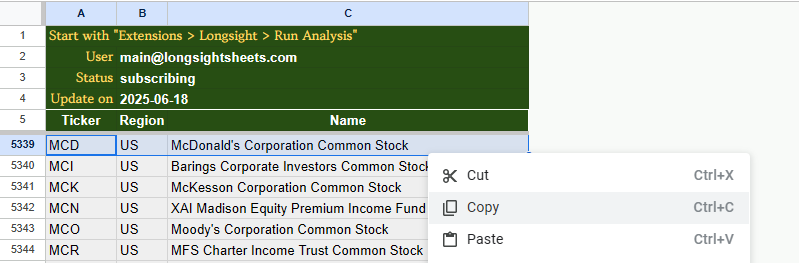 A B C
1 Start with "Extensions > Longsight > Run Analysis"
2 User main@longsightsheets.com
3 Status subscribing
4 Update on 2025-06-18
5 Ticker Region Name
5339 MCD US McDonald's Corporation Common Stock
5340 MCI US Barings Corporate Investors Common Stock
5341 MCK US McKesson Corporation Common Stock
5342 MCN US XAI Madison Equity Premium Income Fund
5343 MCO US Moody's Corporation Common Stock
5344 MCR US MFS Charter Income Trust Common Stock
Cut Ctrl+X
Copy Ctrl+C
Paste Ctrl+V